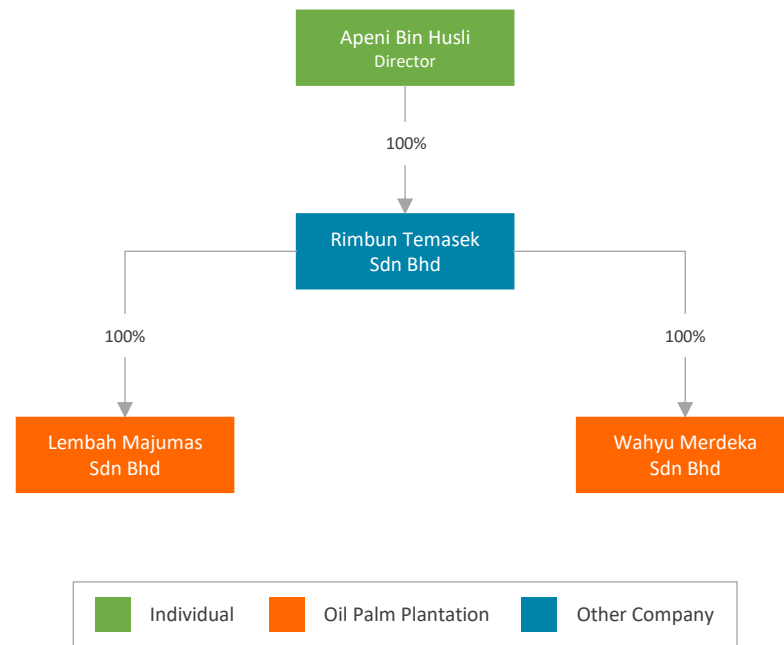 Apeni Bin Husli
Director
100%
Rimbun Temasek
Sdn Bhd
100%
100%
Lembah Majumas
Sdn Bhd
Wahyu Merdeka
Sdn Bhd
Individual
Oil Palm Plantation
Other Company